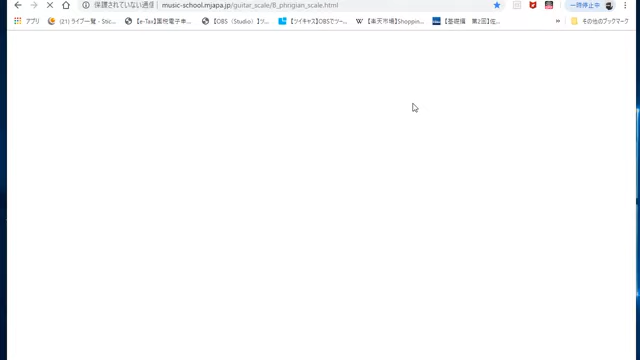 保護されていない通信 | music-school.mjapa.jp/guitar_scale/B_phrigian_scale.html 一時停止中
アプリ (21) ライブ一覧 - Stic... 【e-Tax】国税電子申... 【OBS（Studio）】ツ... 【ツイキャス】OBSでツー... 【楽天市場】Shoppin... 【基礎講　第2回】佐... » その他のブックマーク